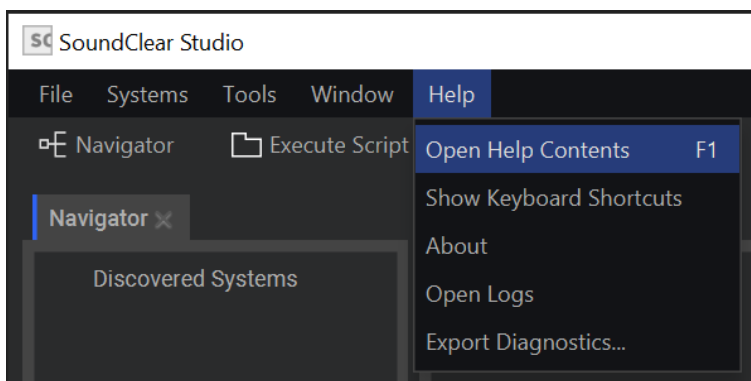 SC SoundClear Studio
File Systems Tools Window Help
Navigator Execute Script
Open Help Contents F1
Show Keyboard Shortcuts
Navigator
About
Discovered Systems
Open Logs
Export Diagnostics...